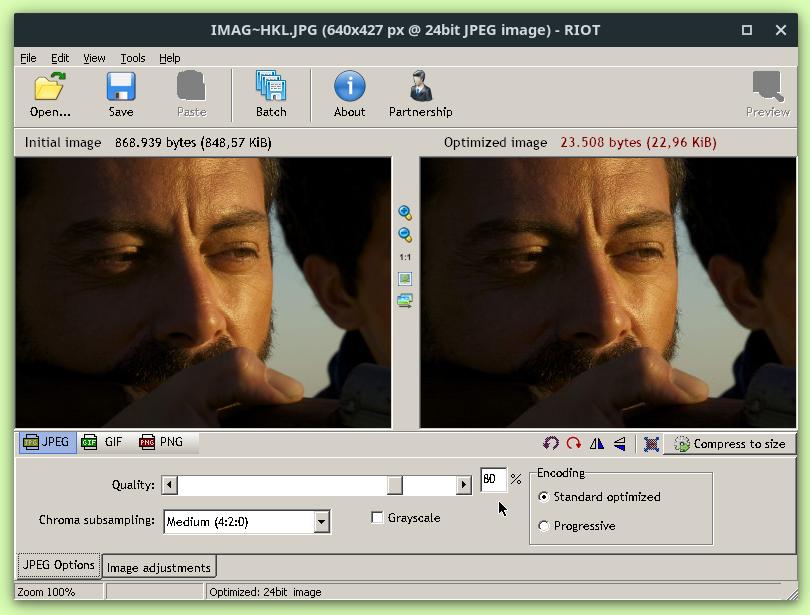 IMAG~HKL.JPG (640x427 px @ 24bit JPEG image) - RIOT
File Edit View Tools Help
Open... Save Paste Batch About Partnership Preview
Initial image 868.939 bytes (848,57 KiB) Optimized image 23.508 bytes (22,96 KiB)
1:1
JPEG GIF PNG Compress to size
Quality: 80 % Encoding
Standard optimized
Chroma subsampling: Medium (4:2:0) Grayscale
Progressive
JPEG Options Image adjustments
Zoom 100% Optimized: 24bit image